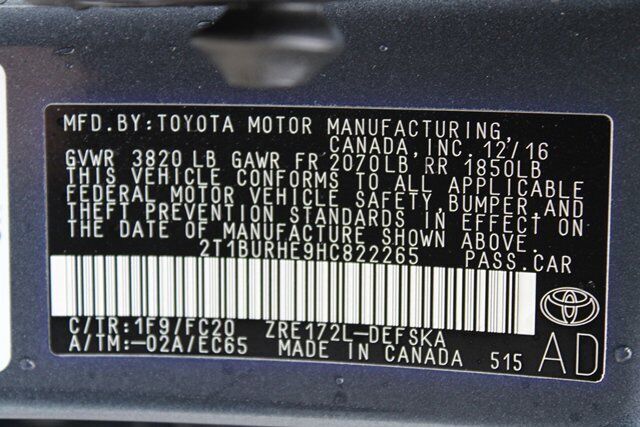 MFD.BY:TOYOTA MOTOR MANUFACTURING,
CANADA, INC. 12/16
GVWR 3820 LB GAWR FR 2070LB, RR 1850LB
THIS VEHICLE CONFORMS TO ALL APPLICABLE
FEDERAL MOTOR VEHICLE SAFETY, BUMPER, AND
THEFT PREVENTION STANDARDS IN EFFECT ON
THE DATE OF MANUFACTURE SHOWN ABOVE.
2T1BURHE9HC822265 PASS.CAR
C/TR:1F9/FC20 ZRE172L-DEFSKA
A/TM:-02A/EC65 MADE IN CANADA 515
AD